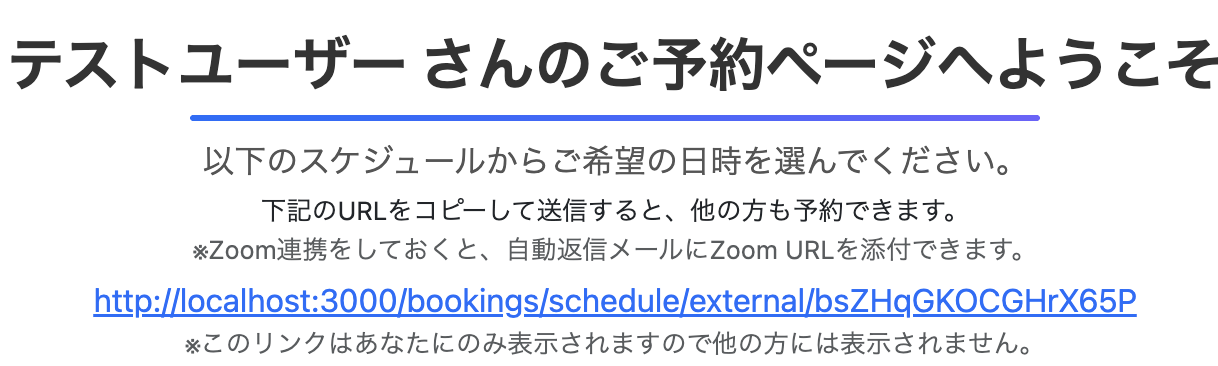 テストユーザー さんのご予約ページへようこそ
以下のスケジュールからご希望の日時を選んでください。
下記のURLをコピーして送信すると、他の方も予約できます。
※Zoom連携をしておくと、自動返信メールにZoom URLを添付できます。
http://localhost:3000/bookings/schedule/external/bsZHqGKOCGHrX65P
※このリンクはあなたにのみ表示されますので他の方には表示されません。